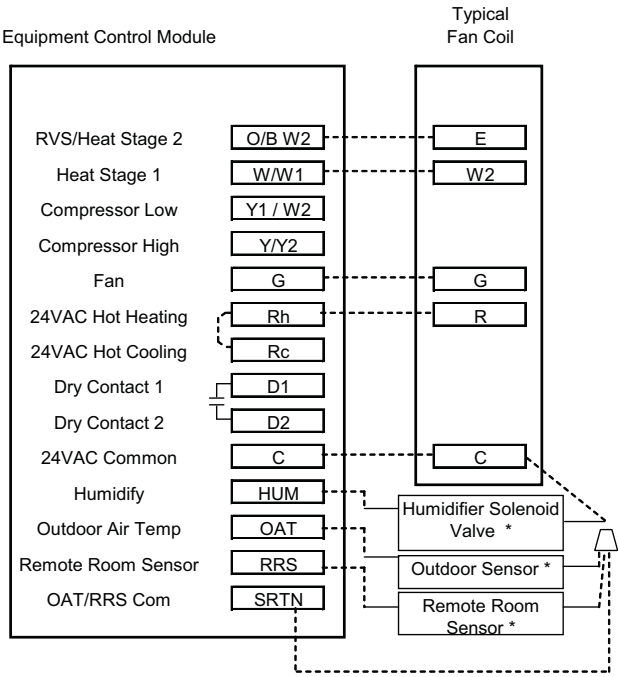 Typical
Equipment Control Module Fan Coil
RVS/Heat Stage 2 O/B W2 E
Heat Stage 1 W/W1 W2
Compressor Low Y1 / W2
Compressor High Y/Y2
Fan G G
24VAC Hot Heating Rh R
24VAC Hot Cooling Rc
Dry Contact 1 D1
Dry Contact 2 D2
24VAC Common C C
Humidify HUM
Humidifier Solenoid
Valve *
Outdoor Air Temp OAT
Outdoor Sensor *
Remote Room Sensor RRS
Remote Room
Sensor *
OAT/RRS Com SRTN